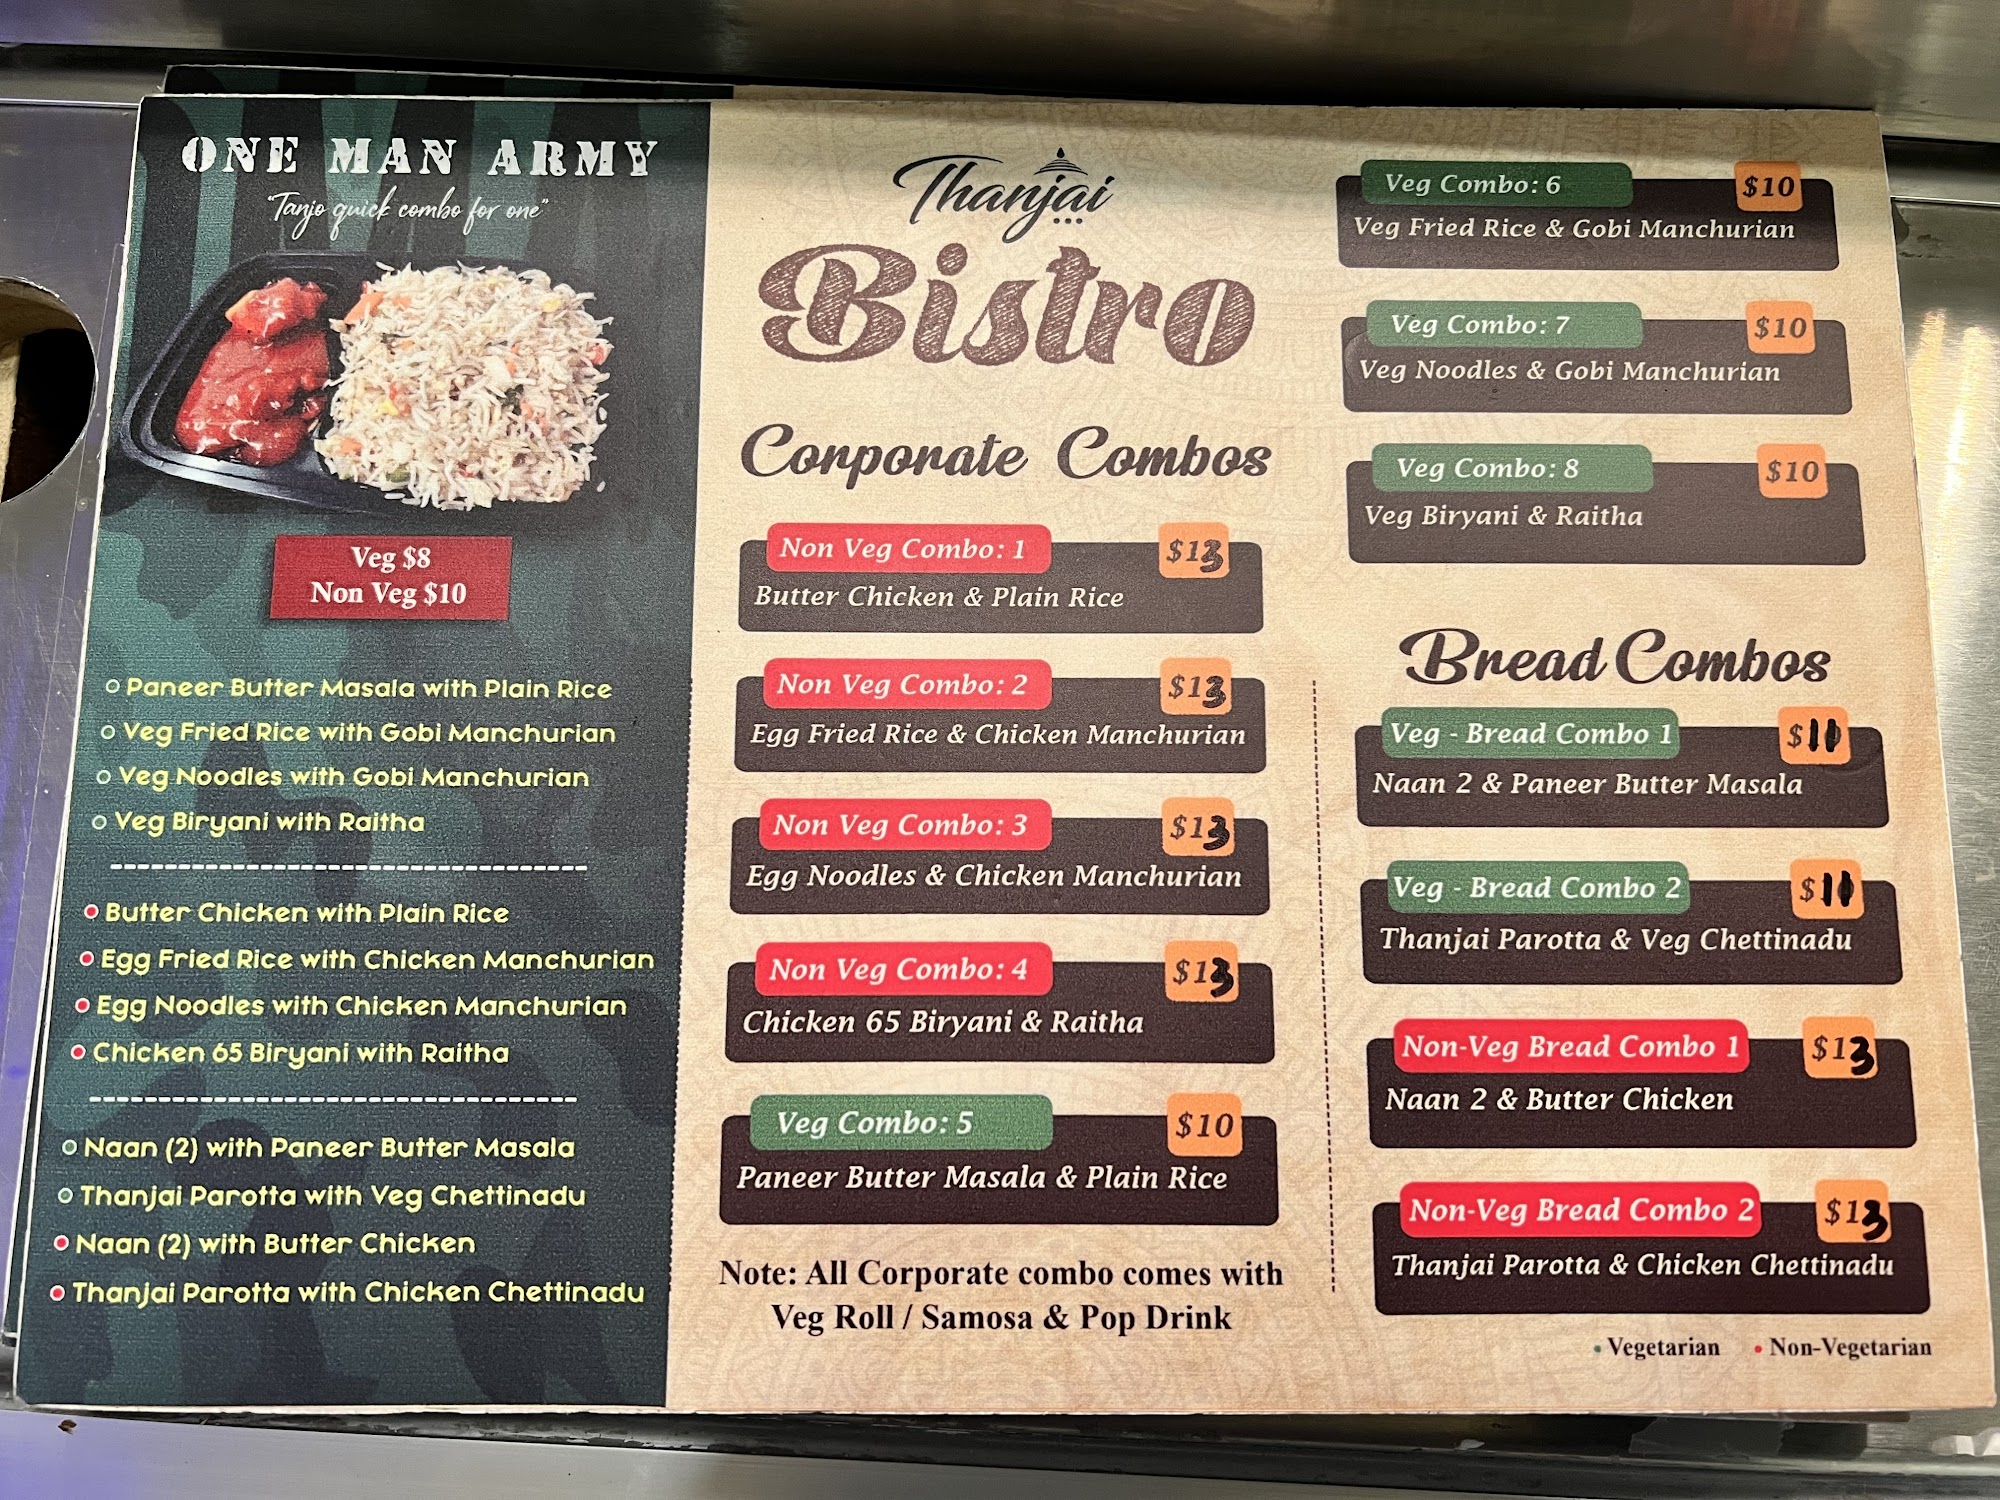 ONE MAN ARMY
"Tanjo quick combo for one"
Veg $8
Non Veg $10
Paneer Butter Masala with Plain Rice
Veg Fried Rice with Gobi Manchurian
Veg Noodles with Gobi Manchurian
Veg Biryani with Raitha
Butter Chicken with Plain Rice
Egg Fried Rice with Chicken Manchurian
Egg Noodles with Chicken Manchurian
Chicken 65 Biryani with Raitha
Naan (2) with Paneer Butter Masala
Thanjai Parotta with Veg Chettinadu
Naan (2) with Butter Chicken
Thanjai Parotta with Chicken Chettinadu
Thanjai
Bistro
Corporate Combos
Non Veg Combo: 1 $13
Butter Chicken & Plain Rice
Non Veg Combo: 2 $13
Egg Fried Rice & Chicken Manchurian
Non Veg Combo: 3 $13
Egg Noodles & Chicken Manchurian
Non Veg Combo: 4 $13
Chicken 65 Biryani & Raitha
Veg Combo: 5 $10
Paneer Butter Masala & Plain Rice
Note: All Corporate combo comes with
Veg Roll / Samosa & Pop Drink
Veg Combo: 6 $10
Veg Fried Rice & Gobi Manchurian
Veg Combo: 7 $10
Veg Noodles & Gobi Manchurian
Veg Combo: 8 $10
Veg Biryani & Raitha
Bread Combos
Veg - Bread Combo 1 $11
Naan 2 & Paneer Butter Masala
Veg - Bread Combo 2 $11
Thanjai Parotta & Veg Chettinadu
Non-Veg Bread Combo 1 $13
Naan 2 & Butter Chicken
Non-Veg Bread Combo 2 $13
Thanjai Parotta & Chicken Chettinadu
Vegetarian Non-Vegetarian